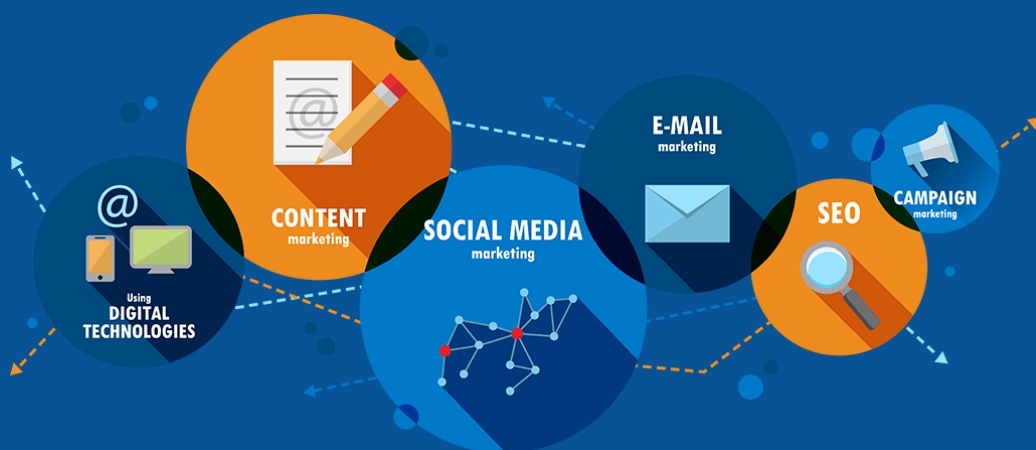 @
Using
DIGITAL
TECHNOLOGIES
@
CONTENT
marketing
SOCIAL MEDIA
marketing
E-MAIL
marketing
SEO
CAMPAIGN
marketing